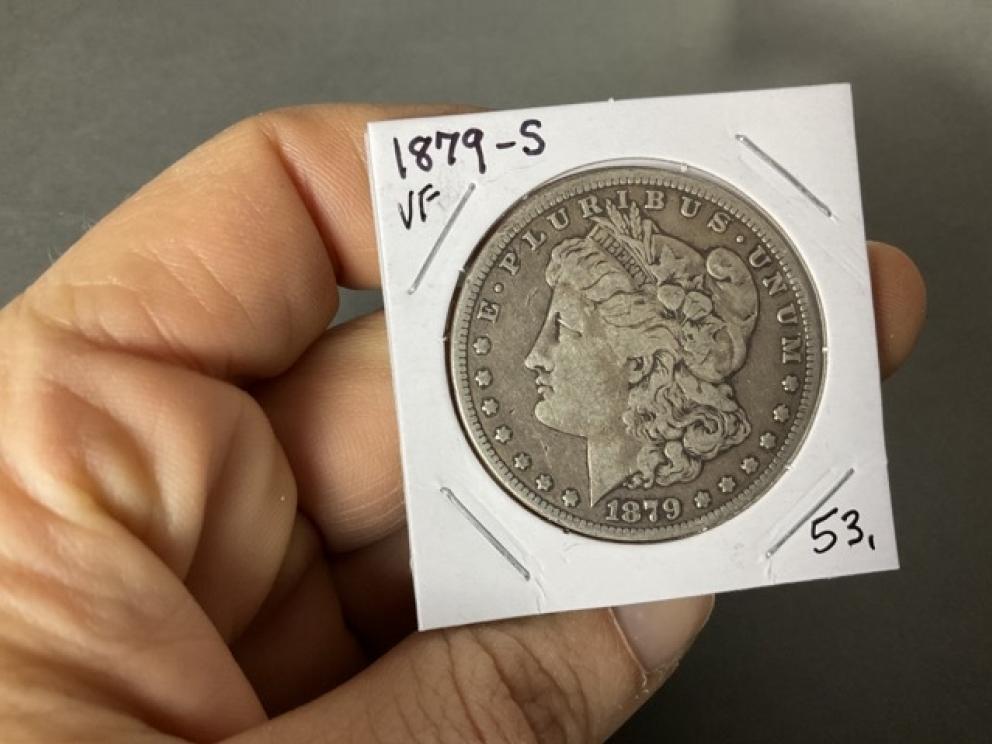 1879-S
VF
E · PLURIBUS · UNUM
LIBERTY
1879
53.